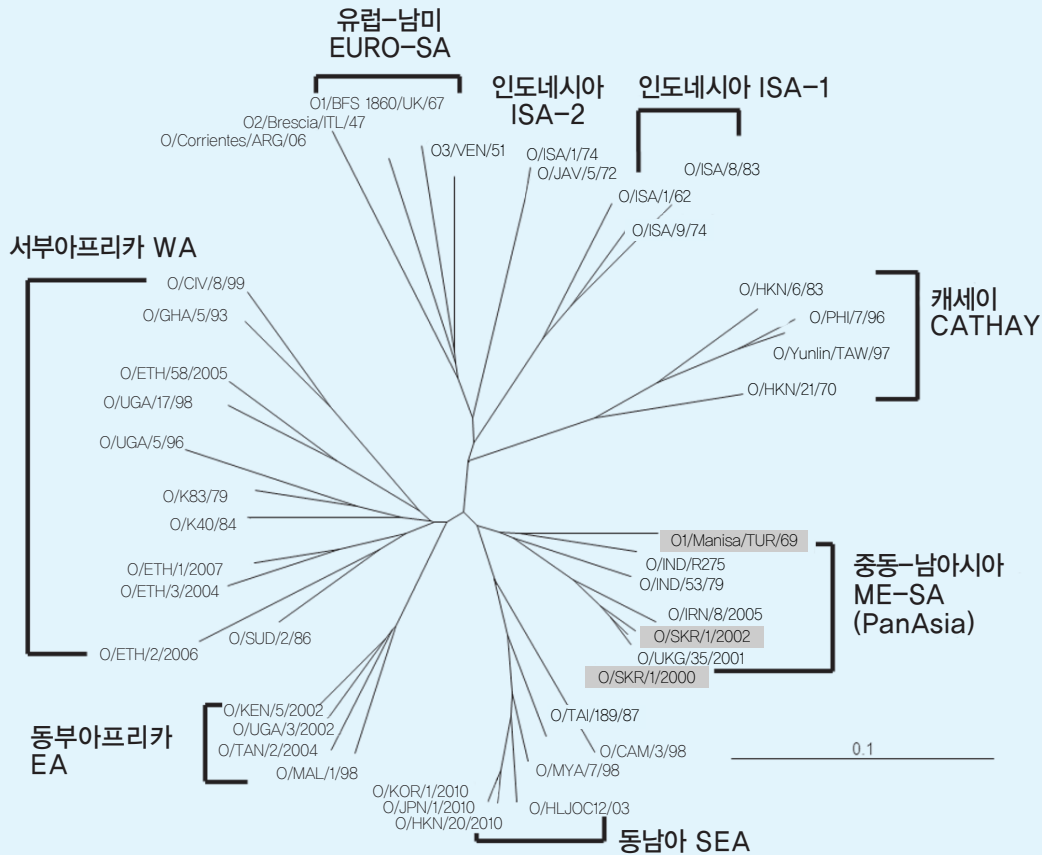 유럽-남미
EURO-SA
O1/BFS 1860/UK/67
O2/Brescia/ITL/47
O/Corrientes/ARG/06
O3/VEN/51
인도네시아
ISA-2
O/ISA/1/74
O/JAV/5/72
인도네시아 ISA-1
O/ISA/8/83
O/ISA/1/62
O/ISA/9/74
서부아프리카 WA
O/CIV/8/99
O/GHA/5/93
O/ETH/58/2005
O/UGA/17/98
O/UGA/5/96
O/K83/79
O/K40/84
O/ETH/1/2007
O/ETH/3/2004
O/SUD/2/86
O/ETH/2/2006
캐세이
CATHAY
O/HKN/6/83
O/PHI/7/96
O/Yunlin/TAW/97
O/HKN/21/70
O1/Manisa/TUR/69
O/IND/R275
O/IND/53/79
O/IRN/8/2005
O/SKR/1/2002
O/UKG/35/2001
O/SKR/1/2000
중동-남아시아
ME-SA
(PanAsia)
동부아프리카
EA
O/KEN/5/2002
O/UGA/3/2002
O/TAN/2/2004
O/MAL/1/98
O/TAI/189/87
O/CAM/3/98
O/MYA/7/98
O/KOR/1/2010
O/JPN/1/2010
O/HKN/20/2010
O/HLJOC12/03
동남아 SEA
0.1